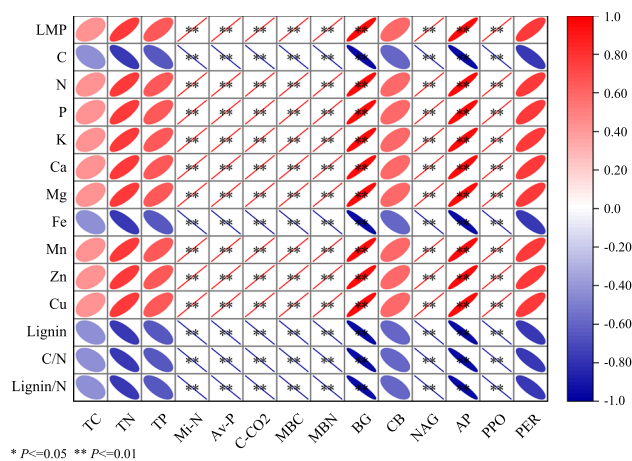 LMP
C
N
P
K
Ca
Mg
Fe
Mn
Zn
Cu
Lignin
C/N
Lignin/N
TC TN TP Mi-N Av-P C-CO2 MBC MBN BG CB NAG AP PPO PER
1.0
0.80
0.60
0.40
0.20
0.0
-0.20
-0.40
-0.60
-0.80
-1.0
* P<=0.05 ** P<=0.01